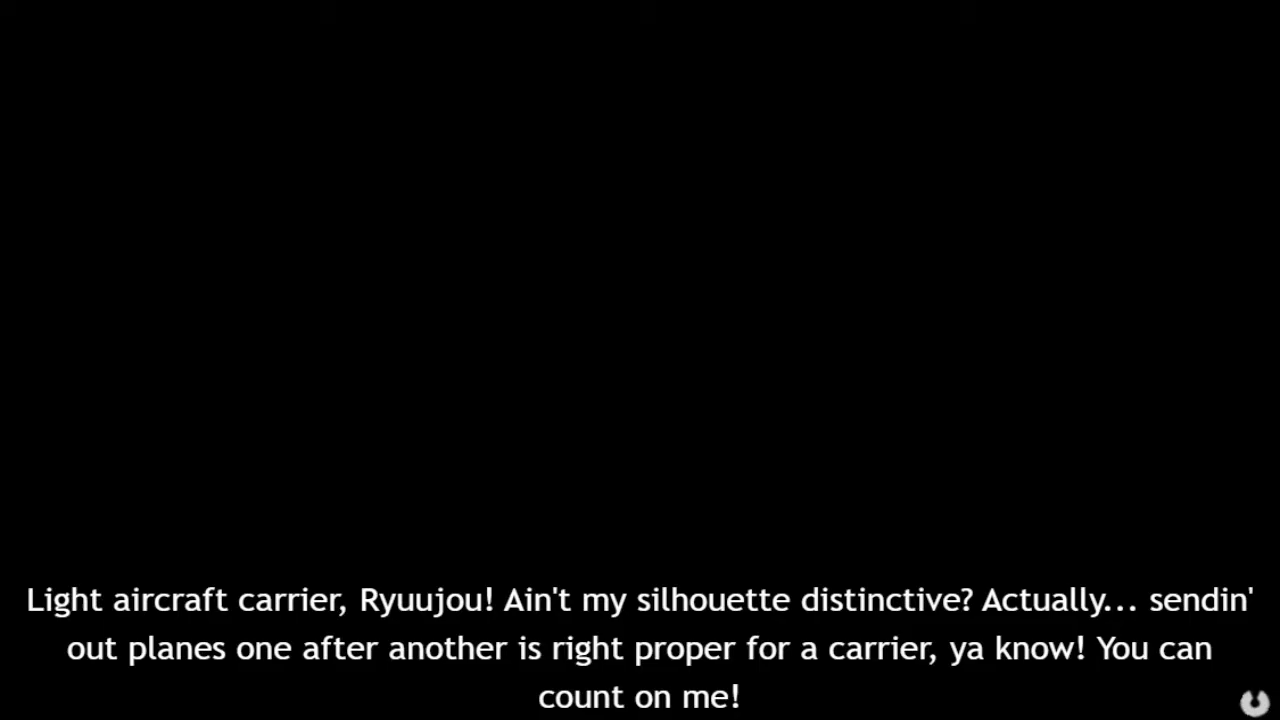 Light aircraft carrier, Ryuujou! Ain't my silhouette distinctive? Actually... sendin'
out planes one after another is right proper for a carrier, ya know! You can
count on me!